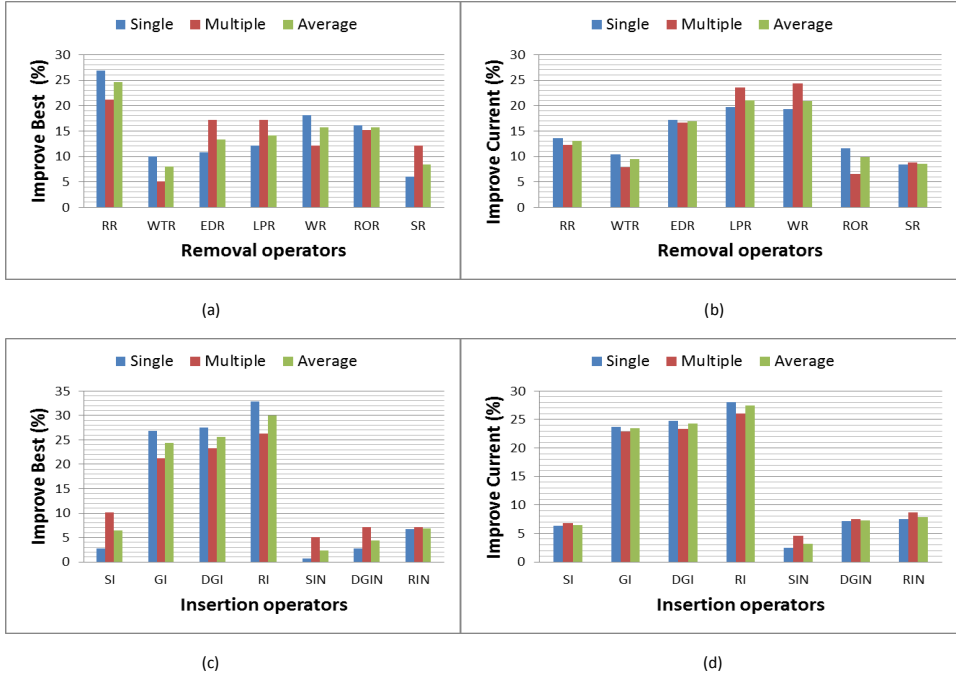 Single Multiple Average
Improve Best (%)
30
25
20
15
10
5
0
RR WTR EDR LPR WR ROR SR
Removal operators
(a)
Single Multiple Average
Improve Current (%)
30
25
20
15
10
5
0
RR WTR EDR LPR WR ROR SR
Removal operators
(b)
Single Multiple Average
Improve Best (%)
35
30
25
20
15
10
5
0
SI GI DGI RI SIN DGIN RIN
Insertion operators
(c)
Single Multiple Average
Improve Current (%)
30
25
20
15
10
5
0
SI GI DGI RI SIN DGIN RIN
Insertion operators
(d)